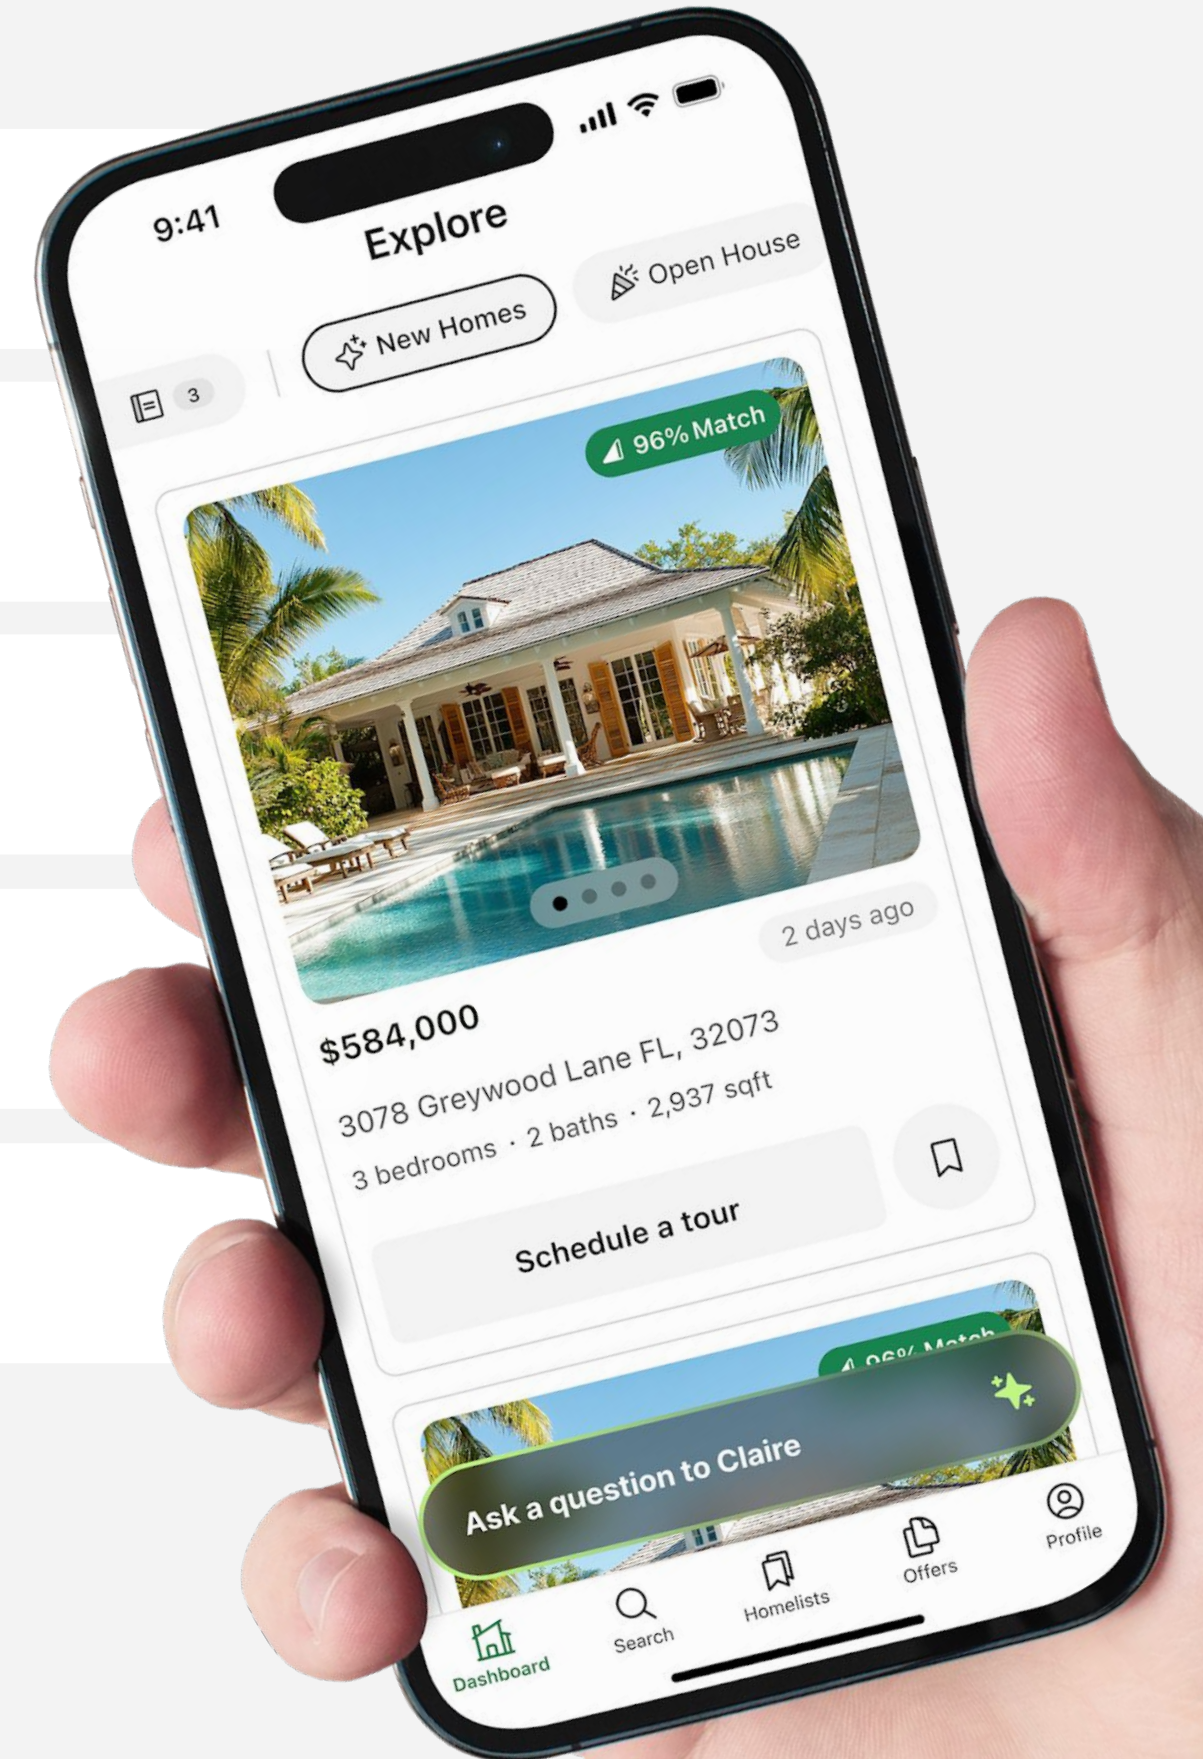 9:41
Explore
3
New Homes
Open House
96% Match
2 days ago
$584,000
3078 Greywood Lane FL, 32073
3 bedrooms · 2 baths · 2,937 sqft
Schedule a tour
96% Match
Ask a question to Claire
Dashboard
Search
Homelists
Offers
Profile